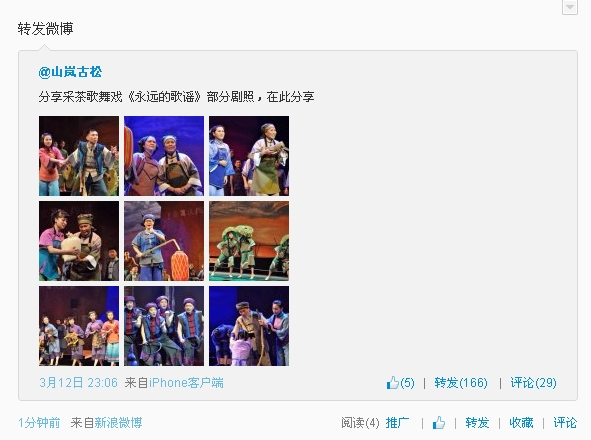 转发微博
@山岚古松
分享采茶歌舞戏《永远的歌谣》部分剧照，在此分享
3月12日 23:06 来自iPhone客户端 (5) | 转发(166) | 评论(29)
1分钟前 来自新浪微博 阅读(4) 推广 | | 转发 | 收藏 | 评论